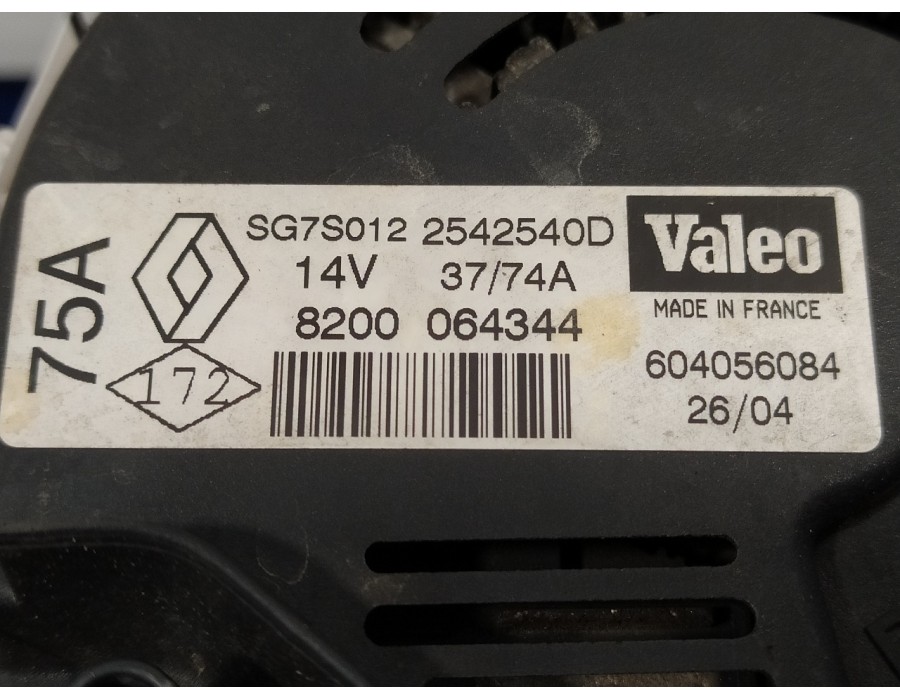 75A
SG7S012 2542540D
14V 37/74A
8200 064344
172
Valeo
MADE IN FRANCE
604056084
26/04